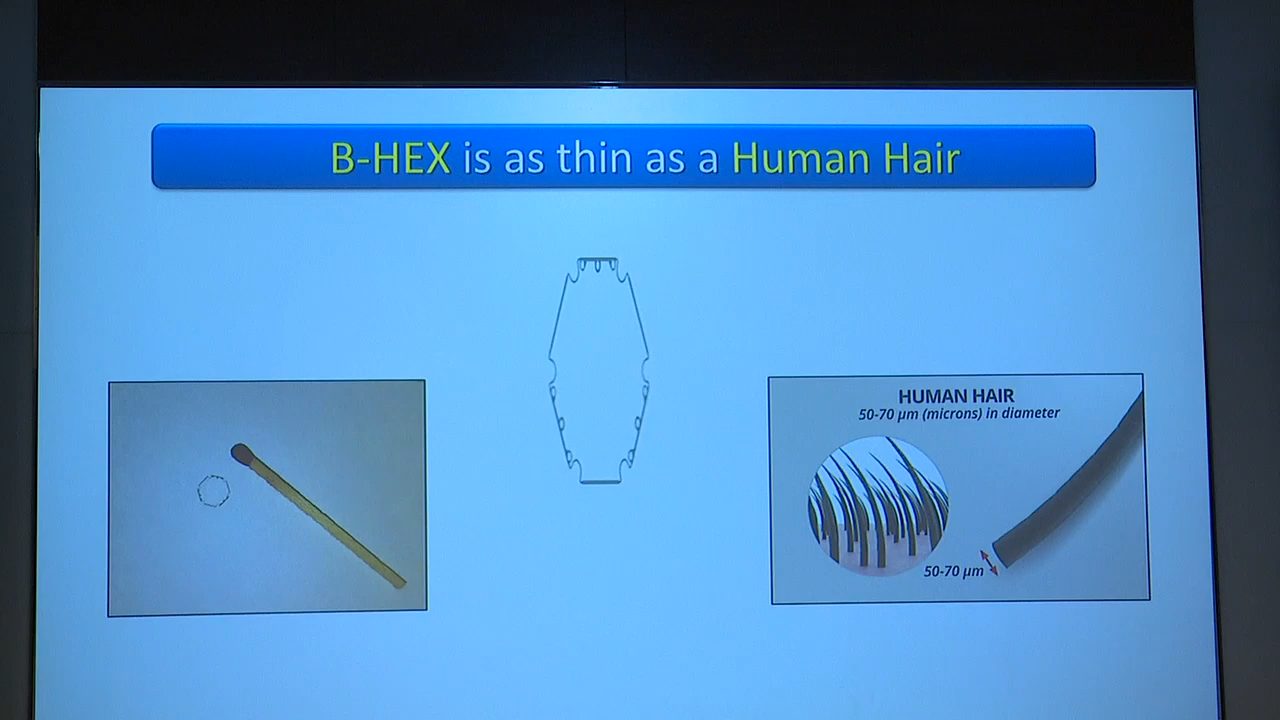 B-HEX is as thin as a Human Hair
HUMAN HAIR
50-70 µm (microns) in diameter
50-70 µm